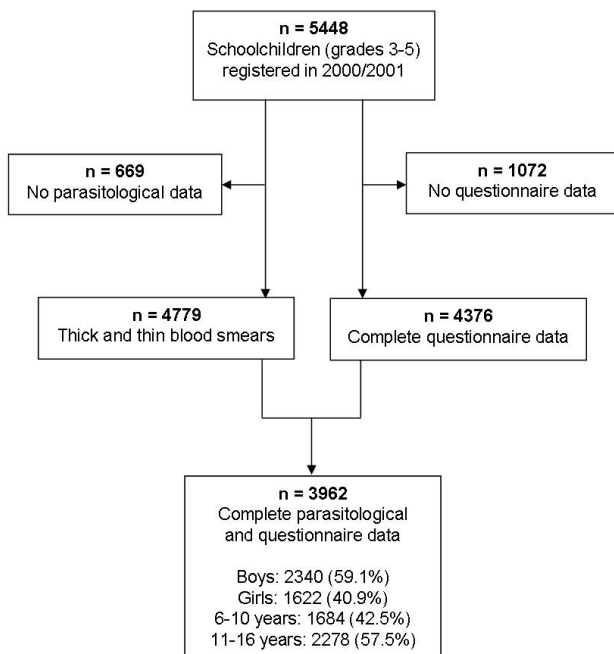 n = 5448
Schoolchildren (grades 3-5)
registered in 2000/2001
n = 669
No parasitological data
n = 1072
No questionnaire data
n = 4779
Thick and thin blood smears
n = 4376
Complete questionnaire data
n = 3962
Complete parasitological
and questionnaire data
Boys: 2340 (59.1%)
Girls: 1622 (40.9%)
6-10 years: 1684 (42.5%)
11-16 years: 2278 (57.5%)